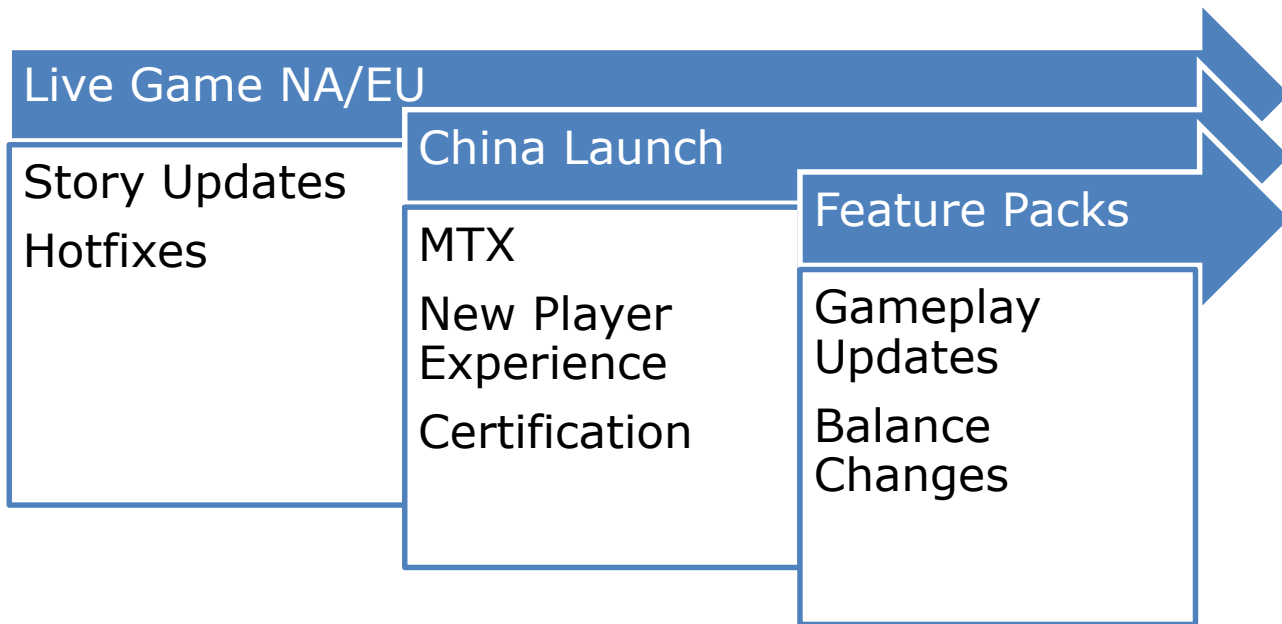 Live Game NA/EU
Story Updates
Hotfixes
China Launch
MTX
New Player
Experience
Certification
Feature Packs
Gameplay
Updates
Balance
Changes